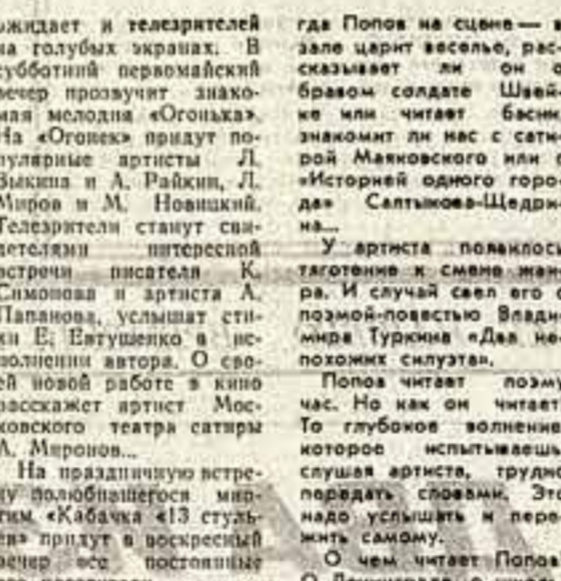 ожидает и телезрителей
на голубых экранах. В
субботний первомайский
вечер прозвучит знако-
мая мелодия «Огонька».
На «Огонек» придут по-
пулярные артисты Л.
Зыкина и А. Райкин, Л.
Миров и М. Новицкий.
Телезрители станут сви-
детелями интересной
встречи писателя К.
Симонова и артиста А.
Папанова, услышат сти-
хи Е. Евтушенко в ис-
полнении автора. О сво-
ей новой работе в кино
расскажет артист Мос-
ковского театра сатиры
А. Миронов...
На праздничную встре-
чу полюбившегося мно-
гим «Кабачка «13 стуль-
ев» придут в воскресный
вечер все постоянные
гда Попов на сцене — в
зале царит веселье, рас-
сказывает ли он о
бравом солдате Швей-
ке или читает басни,
знакомит ли нас с сати-
рой Маяковского или с
«Историей одного горо-
да» Салтыкова-Щедри-
на...
У артиста появилось
тяготение к смене жан-
ра. И случай свел его с
поэмой-повестью Влади-
мира Туркина «Два не-
похожих силуэта».
Попов читает поэму
час. Но как он читает!
То глубокое волнение,
которое испытываешь,
слушая артиста, трудно
передать словами. Это
надо услышать и пере-
жить самому.
О чем читает Попов?